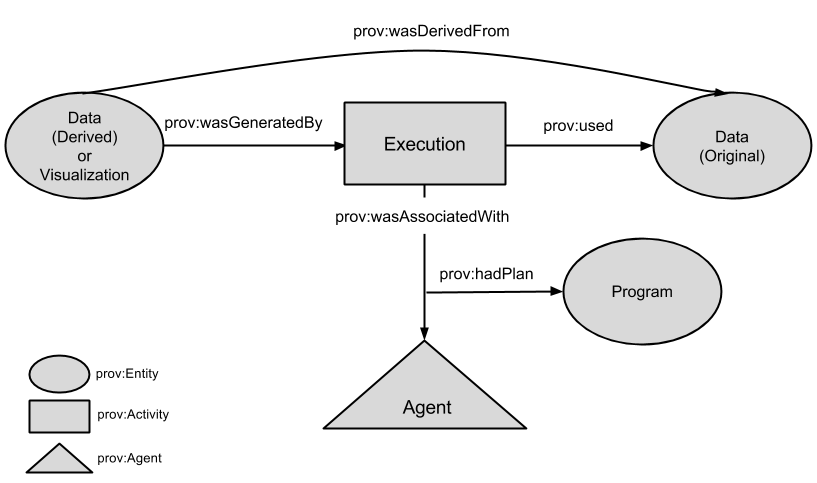 prov:wasDerivedFrom
Data
(Derived)
or
Visualization
prov:wasGeneratedBy
Execution
prov:used
Data
(Original)
prov:wasAssociatedWith
prov:hadPlan
Program
Agent
prov:Entity
prov:Activity
prov:Agent